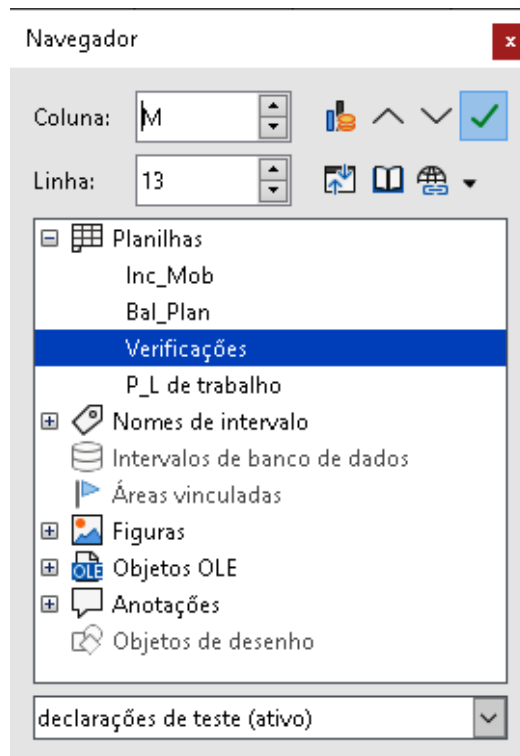 Navegador
x
Coluna: M
Linha: 13
Planilhas
Inc_Mob
Bal_Plan
Verificações
P_L de trabalho
Nomes de intervalo
Intervalos de banco de dados
Áreas vinculadas
Figuras
OLE Objetos OLE
Anotações
Objetos de desenho
declarações de teste (ativo)